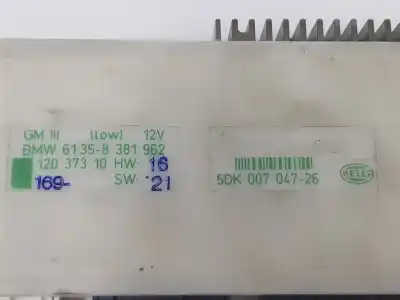 GM III (low) 12V
BMW 61.35-8 381 962
120 373 10 HW: 16
169- SW: 21
5DK 007 047-26
HELLA